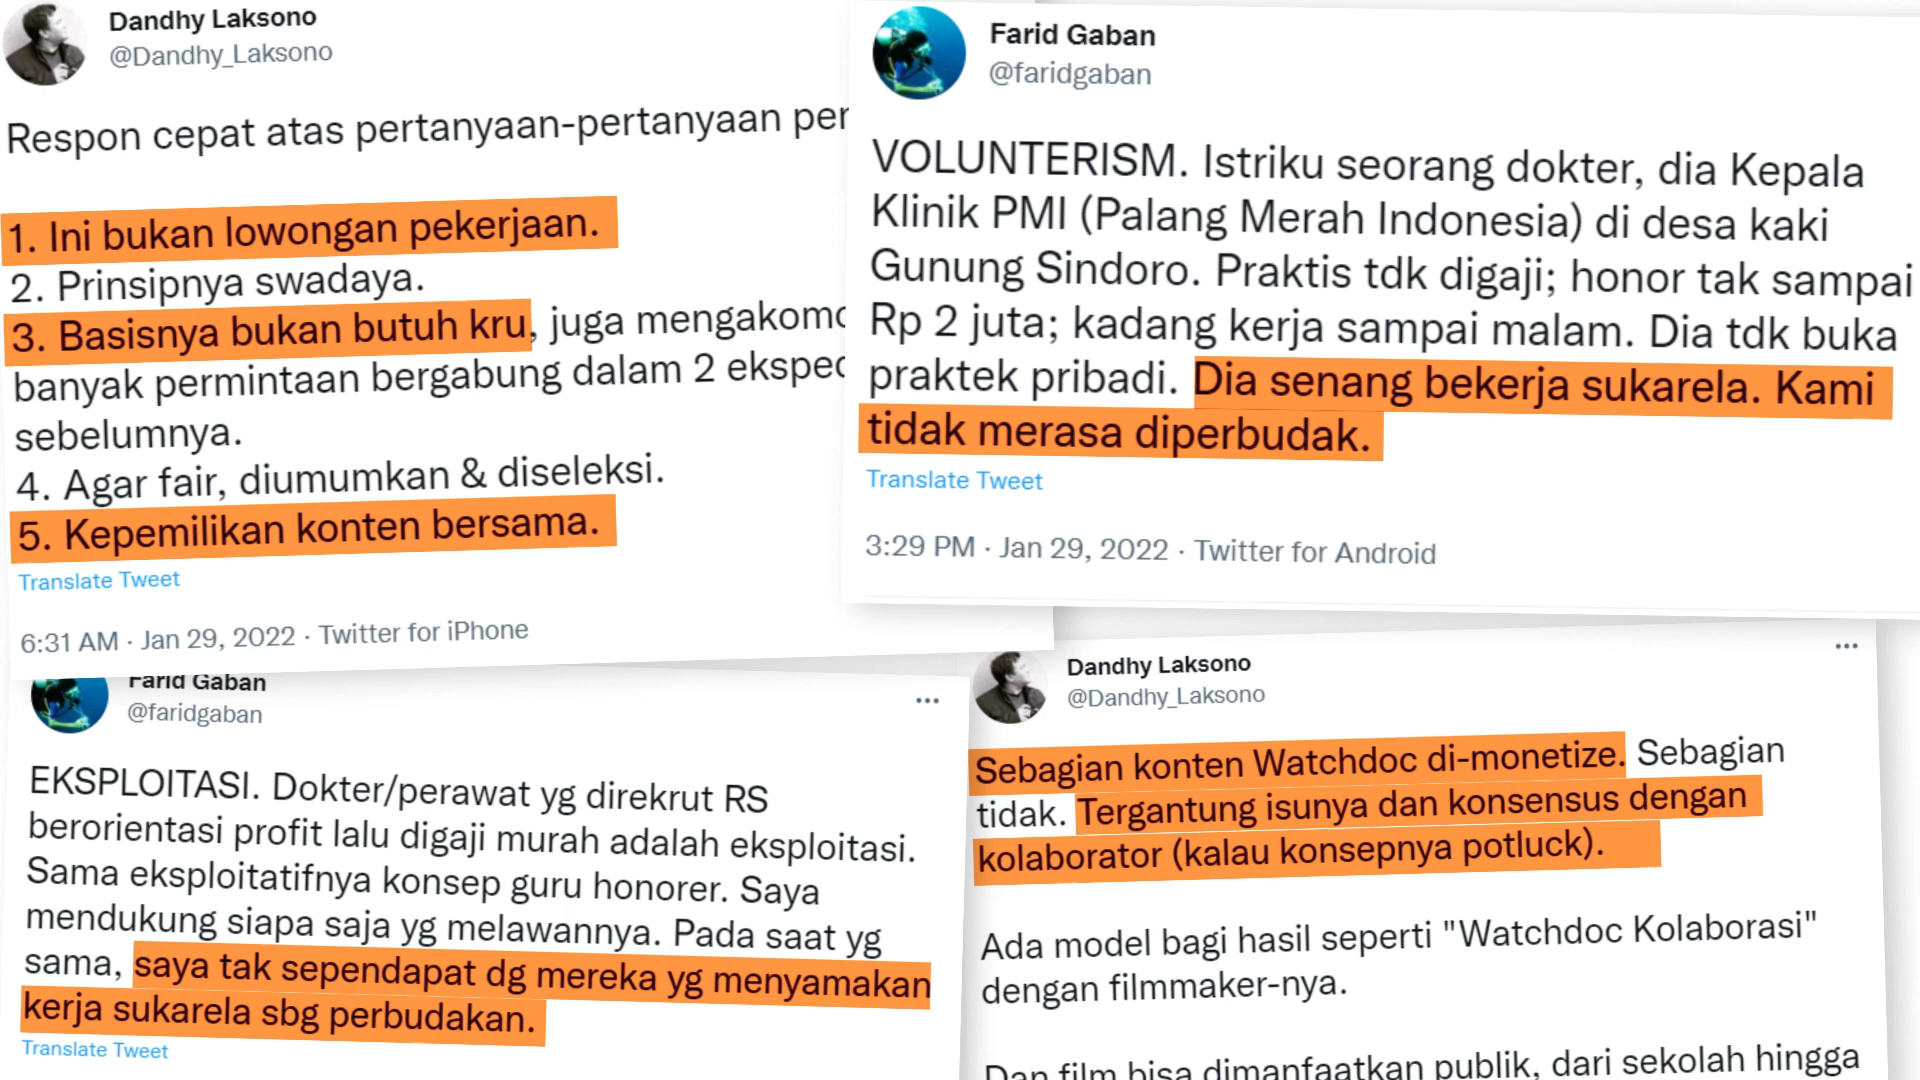 Dandhy Laksono
@Dandhy_Laksono
Respon cepat atas pertanyaan-pertanyaan
1. Ini bukan lowongan pekerjaan.
2. Prinsipnya swadaya.
3. Basisnya bukan butuh kru, juga
banyak permintaan bergabung dalam 2
sebelumnya.
4. Agar fair, diumumkan & diseleksi.
5. Kepemilikan konten bersama.
Translate Tweet
6:31 AM · Jan 29, 2022 · Twitter for iPhone
Farid Gaban
@faridgaban
VOLUNTERISM. Istriku seorang dokter, dia Kepala
Klinik PMI (Palang Merah Indonesia) di desa kaki
Gunung Sindoro. Praktis tdk digaji; honor tak sampai
Rp 2 juta; kadang kerja sampai malam. Dia tdk buka
praktek pribadi. Dia senang bekerja sukarela. Kami
tidak merasa diperbudak.
Translate Tweet
3:29 PM · Jan 29, 2022 · Twitter for Android
Farid Gaban
@faridgaban
EKSPLOITASI. Dokter/perawat yg direkrut RS
berorientasi profit lalu digaji murah adalah eksploitasi.
Sama eksploitatifnya konsep guru honorer. Saya
mendukung siapa saja yg melawannya. Pada saat yg
sama, saya tak sependapat dg mereka yg menyamakan
kerja sukarela sbg perbudakan.
Translate Tweet
Dandhy Laksono
@Dandhy_Laksono
Sebagian konten Watchdoc di-monetize. Sebagian
tidak. Tergantung isunya dan konsensus dengan
kolaborator (kalau konsepnya potluck).
Ada model bagi hasil seperti "Watchdoc Kolaborasi"
dengan filmmaker-nya.
Dan film bisa dimanfaatkan publik, dari sekolah hingga